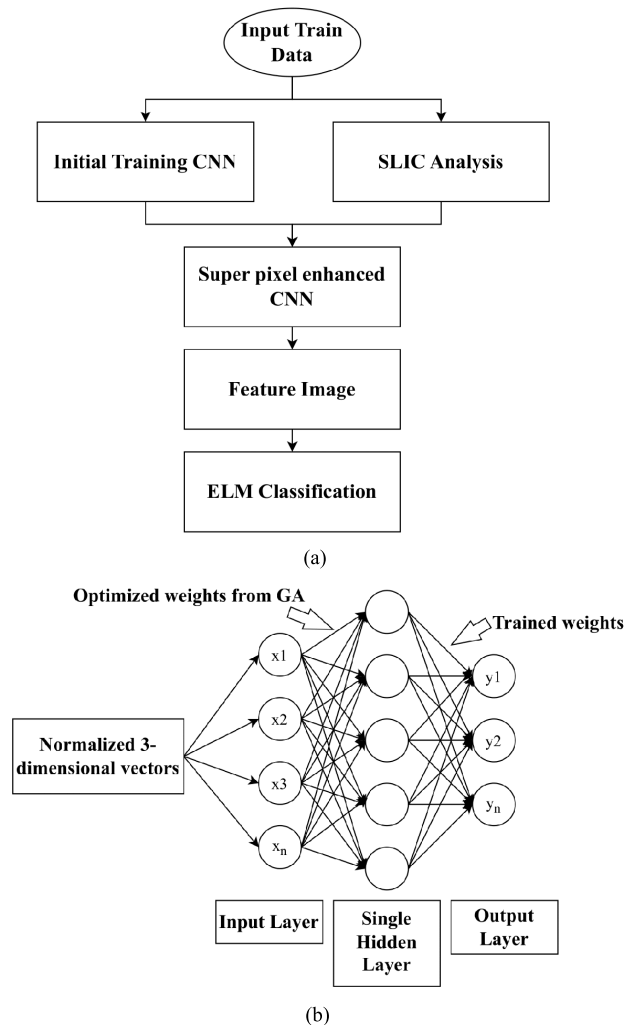 Input Train
Data
Initial Training CNN
SLIC Analysis
Super pixel enhanced
CNN
Feature Image
ELM Classification
(a)
Optimized weights from GA
Trained weights
x1
x2
x3
xn
y1
y2
yn
Normalized 3-
dimensional vectors
Input Layer
Single
Hidden
Layer
Output
Layer
(b)